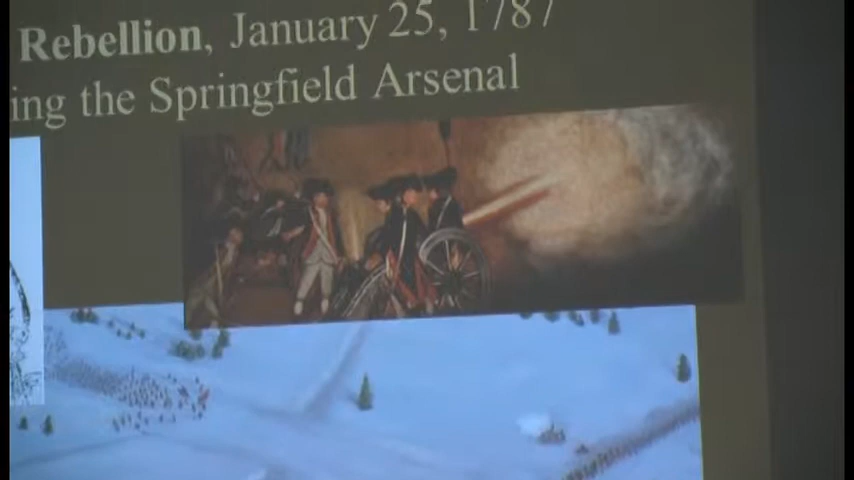 Rebellion, January 25, 1787
ing the Springfield Arsenal